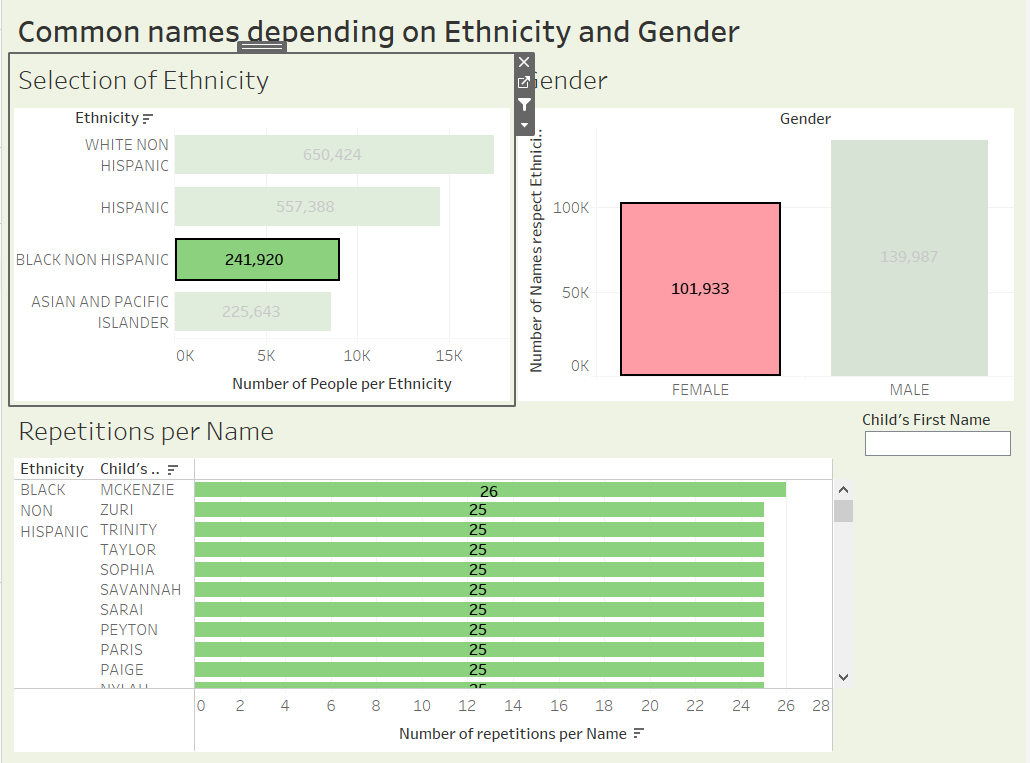 Common names depending on Ethnicity and Gender
Selection of Ethnicity
Ethnicity
WHITE NON
HISPANIC
650,424
HISPANIC
557,388
BLACK NON HISPANIC
241,920
ASIAN AND PACIFIC
ISLANDER
225,643
0K 5K 10K 15K
Number of People per Ethnicity
Gender
Gender
Number of Names respect Ethnici..
100K
50K
0K
101,933
139,987
FEMALE MALE
Repetitions per Name
Child's First Name
Ethnicity Child's ..
BLACK
NON
HISPANIC
MCKENZIE 26
ZURI 25
TRINITY 25
TAYLOR 25
SOPHIA 25
SAVANNAH 25
SARAI 25
PEYTON 25
PARIS 25
PAIGE 25
0 2 4 6 8 10 12 14 16 18 20 22 24 26 28
Number of repetitions per Name